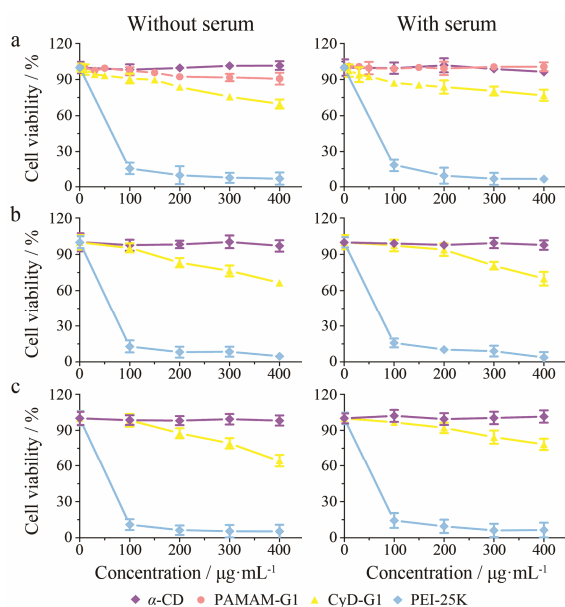 Without serum With serum
a
120 120
90 90
60 60
30 30
0 0
Cell viability / %
0 100 200 300 400 0 100 200 300 400
b
120 120
90 90
60 60
30 30
0 0
Cell viability / %
0 100 200 300 400 0 100 200 300 400
c
120 120
90 90
60 60
30 30
0 0
Cell viability / %
0 100 200 300 400 0 100 200 300 400
Concentration / μg·mL⁻¹ Concentration / μg·mL⁻¹
α-CD PAMAM-G1 CyD-G1 PEI-25K